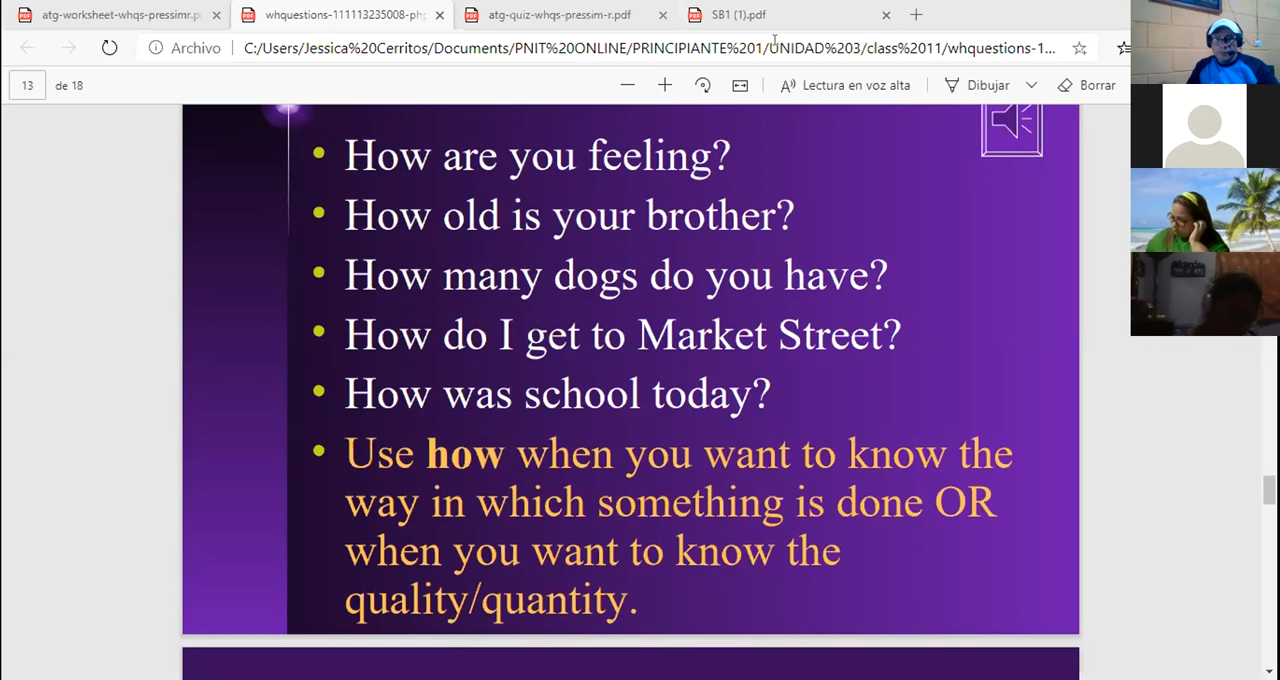 atg-worksheet-whqs-pressimr.p
whquestions-111113235008-ph
atg-quiz-whqs-pressim-r.pdf
SB1 (1).pdf
Archivo
C:/Users/Jessica%20Cerritos/Documents/PNIT%20ONLINE/PRINCIPIANTE%201/UNIDAD%203/class%2011/whquestions-1...
13
de 18
Lectura en voz alta
Dibujar
Borrar
How are you feeling?
How old is your brother?
How many dogs do you have?
How do I get to Market Street?
How was school today?
Use how when you want to know the
way in which something is done OR
when you want to know the
quality/quantity.